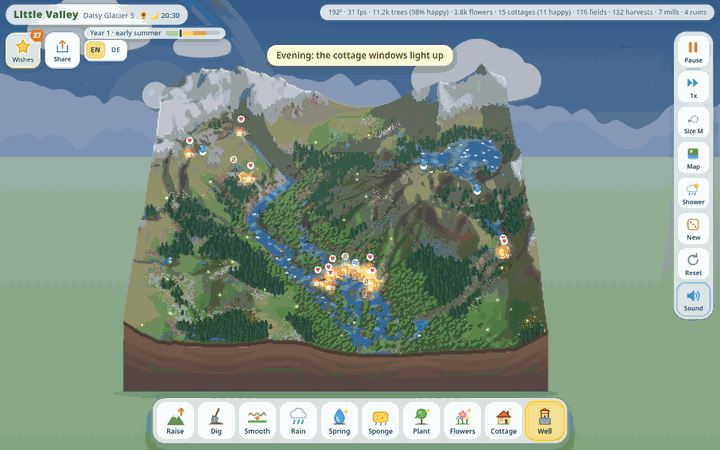 Little Valley Daisy Glacier 5 20:30
192² · 31 fps · 11.2k trees (98% happy) · 3.8k flowers · 15 cottages (11 happy) · 116 fields · 132 harvests · 7 mills · 4 ruins
27
Wishes
Share
Year 1 · early summer
EN DE
Evening: the cottage windows light up
Pause
1x
Size M
Map
Shower
New
Reset
Sound
Raise Dig Smooth Rain Spring Sponge Plant Flowers Cottage Well